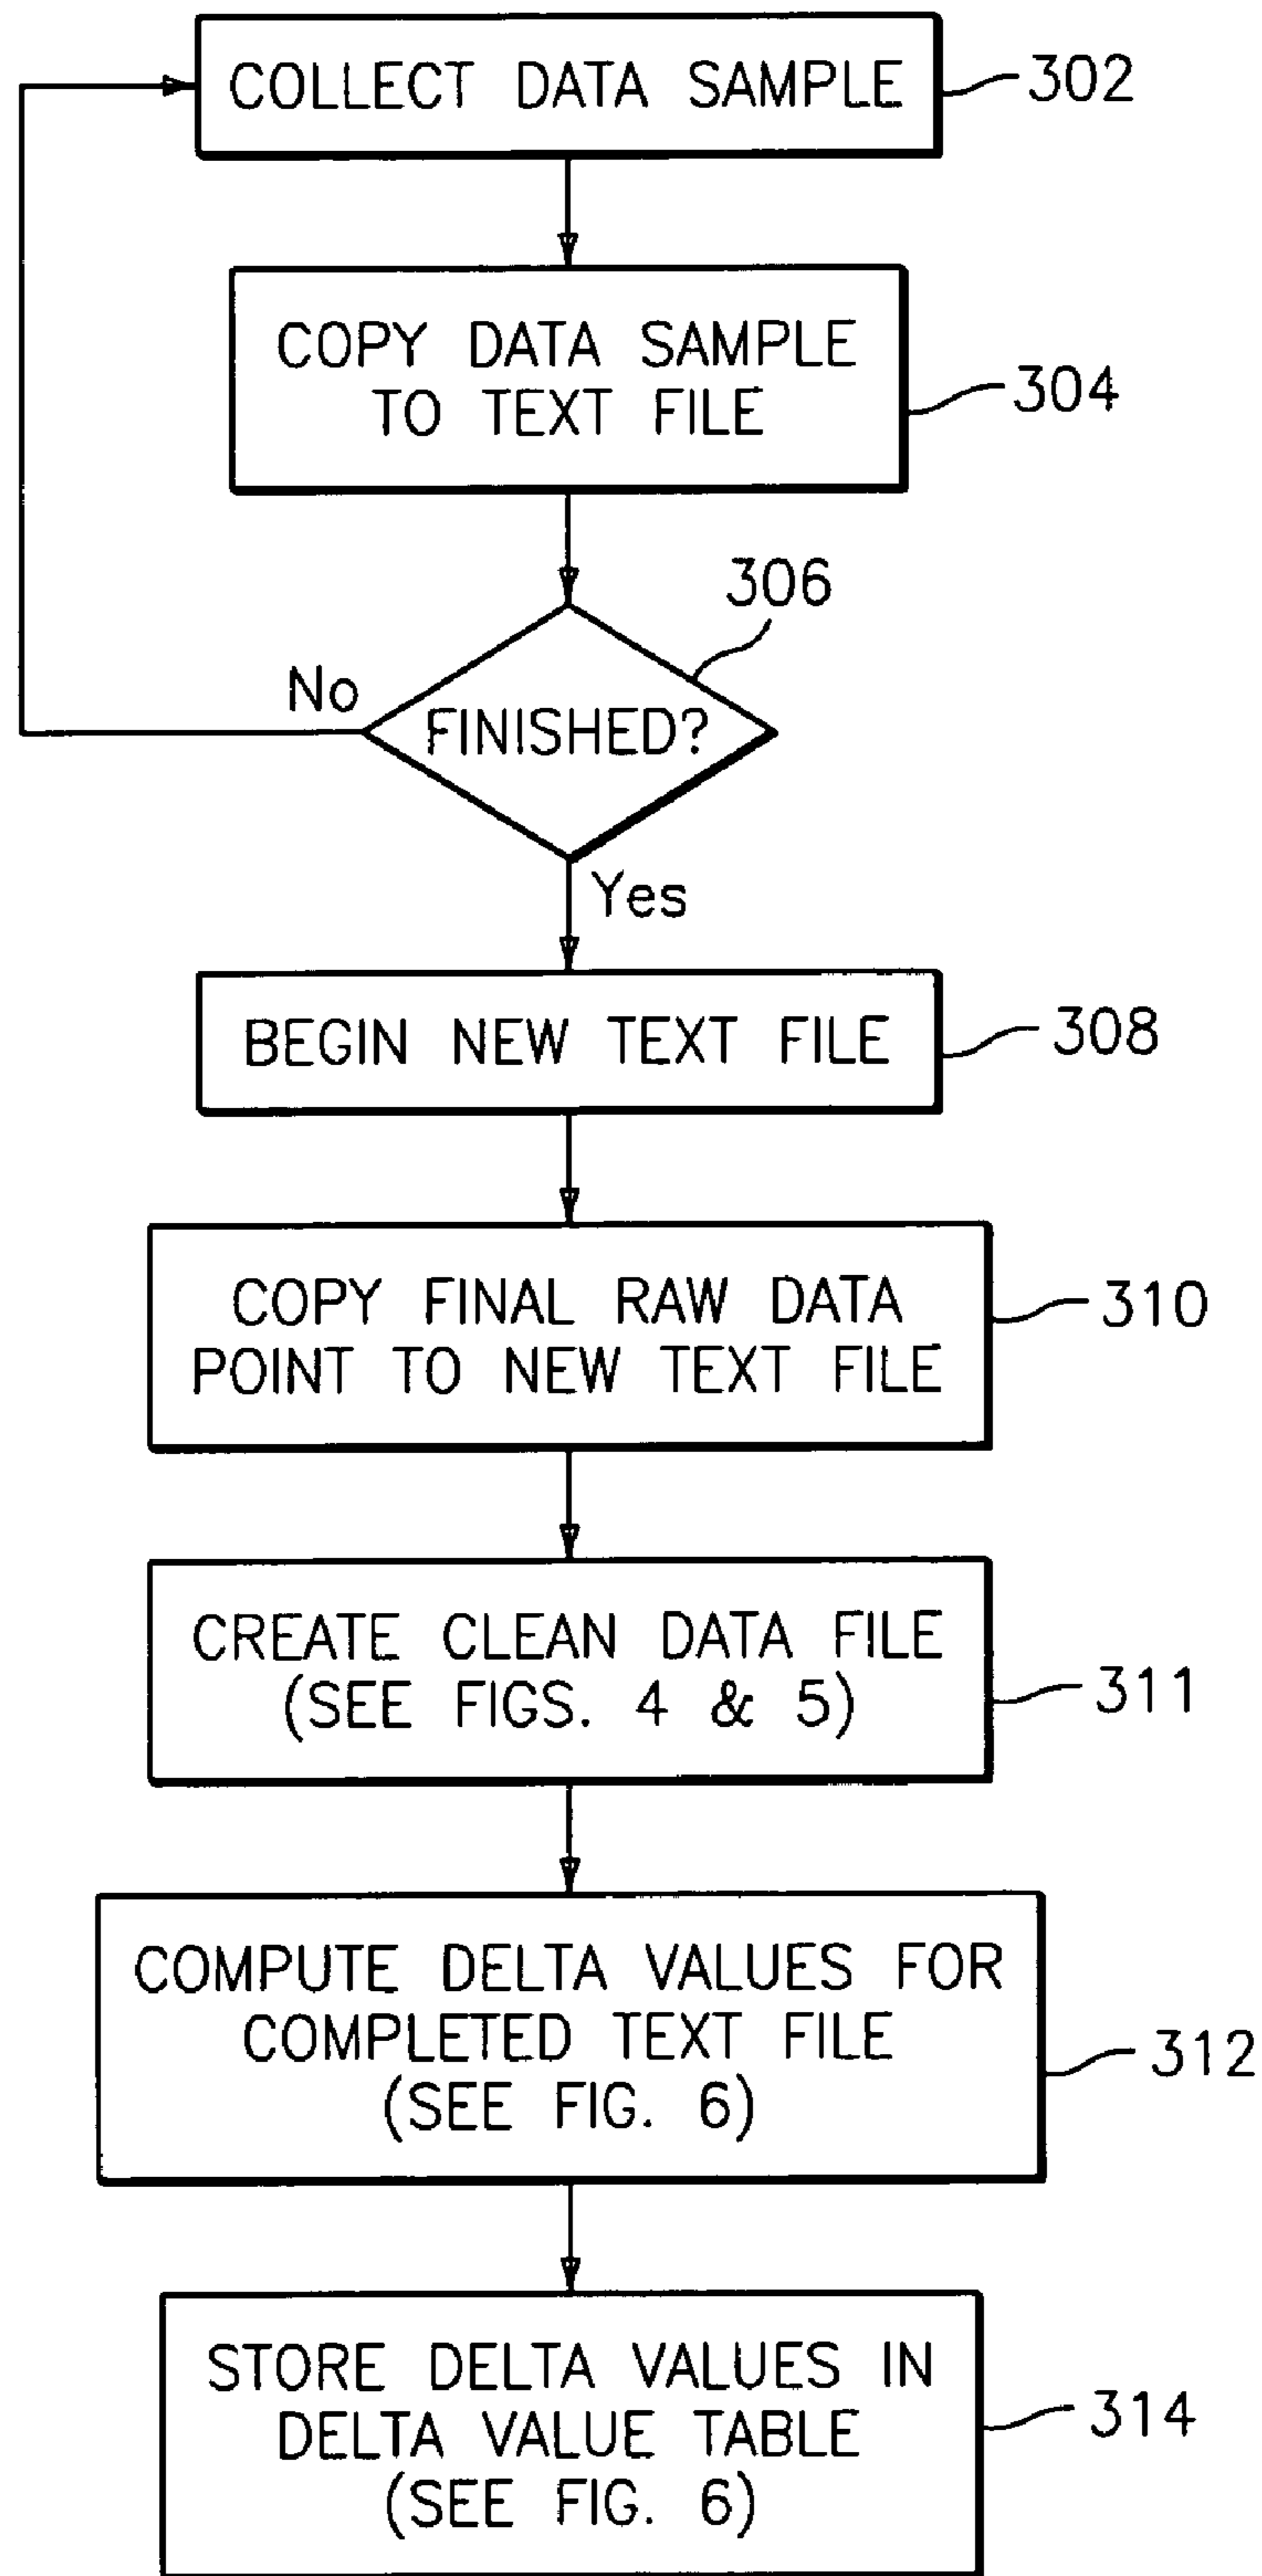 COLLECT DATA SAMPLE
302
COPY DATA SAMPLE
TO TEXT FILE
304
306
No
FINISHED?
Yes
BEGIN NEW TEXT FILE
308
COPY FINAL RAW DATA
POINT TO NEW TEXT FILE
310
CREATE CLEAN DATA FILE
(SEE FIGS. 4 & 5)
311
COMPUTE DELTA VALUES FOR
COMPLETED TEXT FILE
(SEE FIG. 6)
312
STORE DELTA VALUES IN
DELTA VALUE TABLE
(SEE FIG. 6)
314